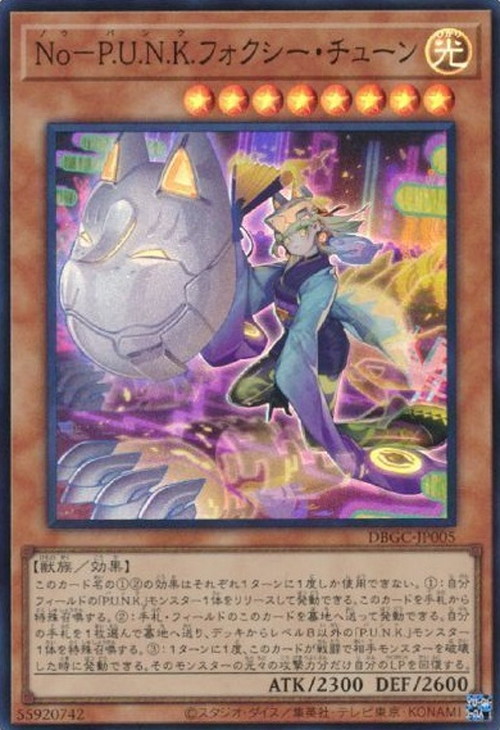 ノウ パンク
No-P.U.N.K.フォクシー・チューン
光
DBGC-JP005
【獣族/効果】
このカード名の①②の効果はそれぞれ1ターンに1度しか使用できない。①:自分
フィールドの「P.U.N.K.」モンスター1体をリリースして発動できる。このカードを手札から
特殊召喚する。②:手札・フィールドのこのカードを墓地へ送って発動できる。自分
の手札を1枚選んで墓地へ送り、デッキからレベル8以外の「P.U.N.K.」モンスター
1体を特殊召喚する。③:1ターンに1度、このカードが戦闘で相手モンスターを破壊
した時に発動できる。そのモンスターの元々の攻撃力分だけ自分のLPを回復する。
ATK/2300 DEF/2600
55920742
©スタジオ・ダイス/集英社・テレビ東京・KONAMI